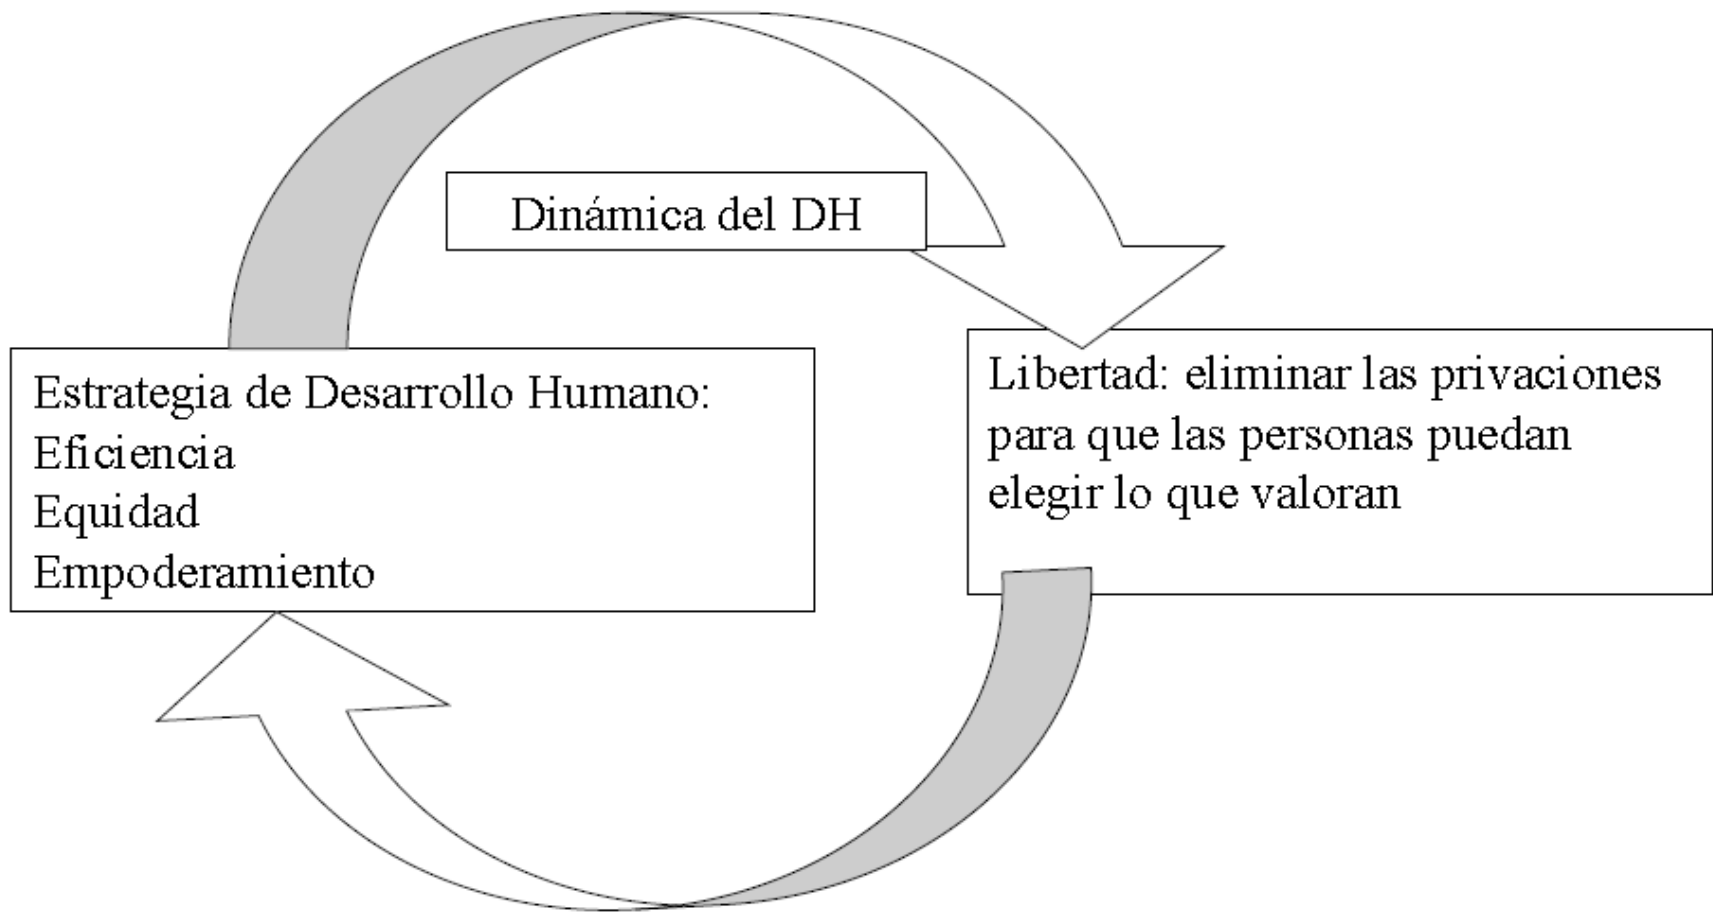 Dinámica del DH
Estrategia de Desarrollo Humano:
Eficiencia
Equidad
Empoderamiento
Libertad: eliminar las privaciones
para que las personas puedan
elegir lo que valoran